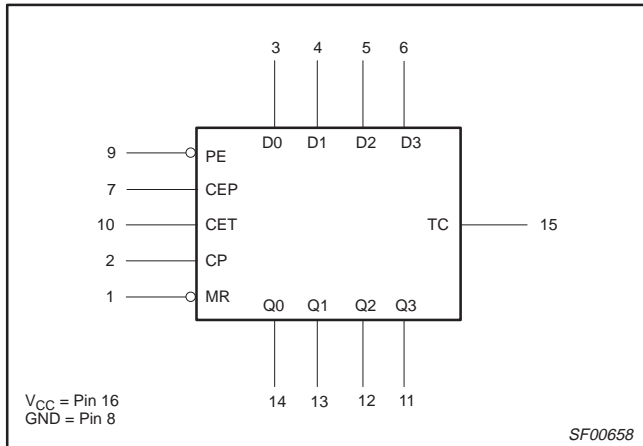 3 4 5 6
D0 D1 D2 D3
9 PE
7 CEP
10 CET TC 15
2 CP
1 MR
Q0 Q1 Q2 Q3
14 13 12 11
VCC = Pin 16
GND = Pin 8
SF00658